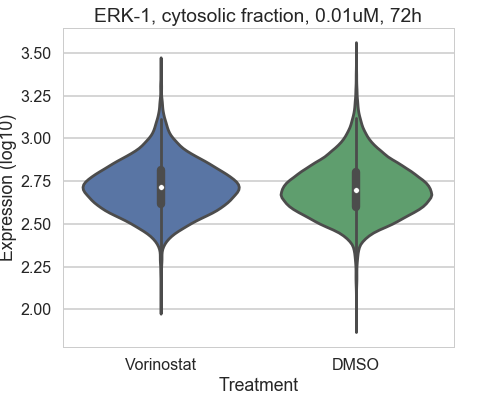 ERK-1, cytosolic fraction, 0.01uM, 72h
Expression (log10)
3.50
3.25
3.00
2.75
2.50
2.25
2.00
Vorinostat
DMSO
Treatment